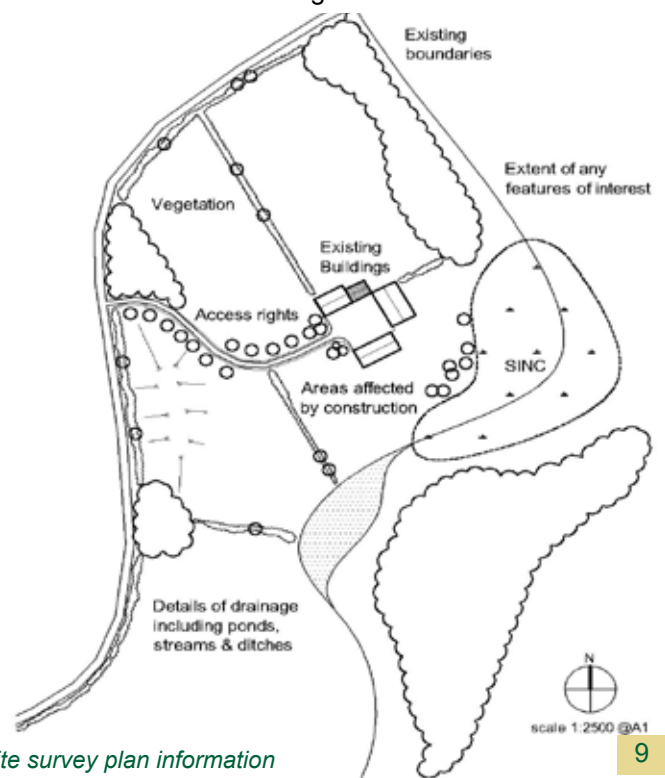 Existing
boundaries
Extent of any
features of interest
Vegetation
Existing
Buildings
Access rights
SINC
Areas affected
by construction
Details of drainage
including ponds,
streams & ditches
N
scale 1:2500 @A1
survey plan information
9